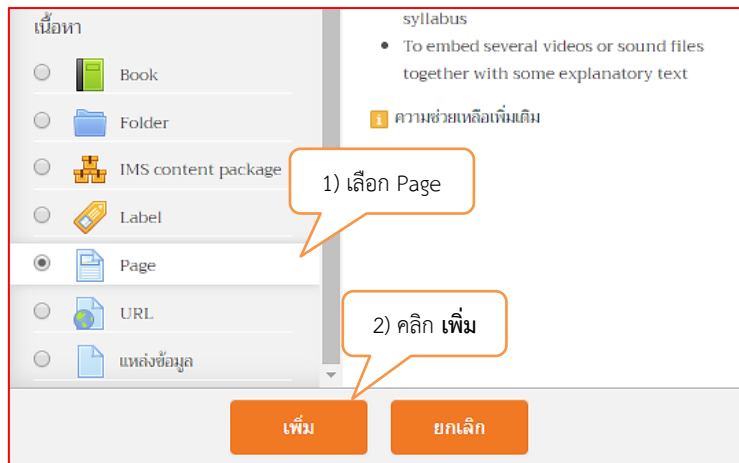 เนื้อหา
Book
Folder
IMS content package
Label
Page
URL
แหล่งข้อมูล
syllabus
To embed several videos or sound files
together with some explanatory text
ความช่วยเหลือเพิ่มเติม
1) เลือก Page
2) คลิก เพิ่ม
เพิ่ม
ยกเลิก